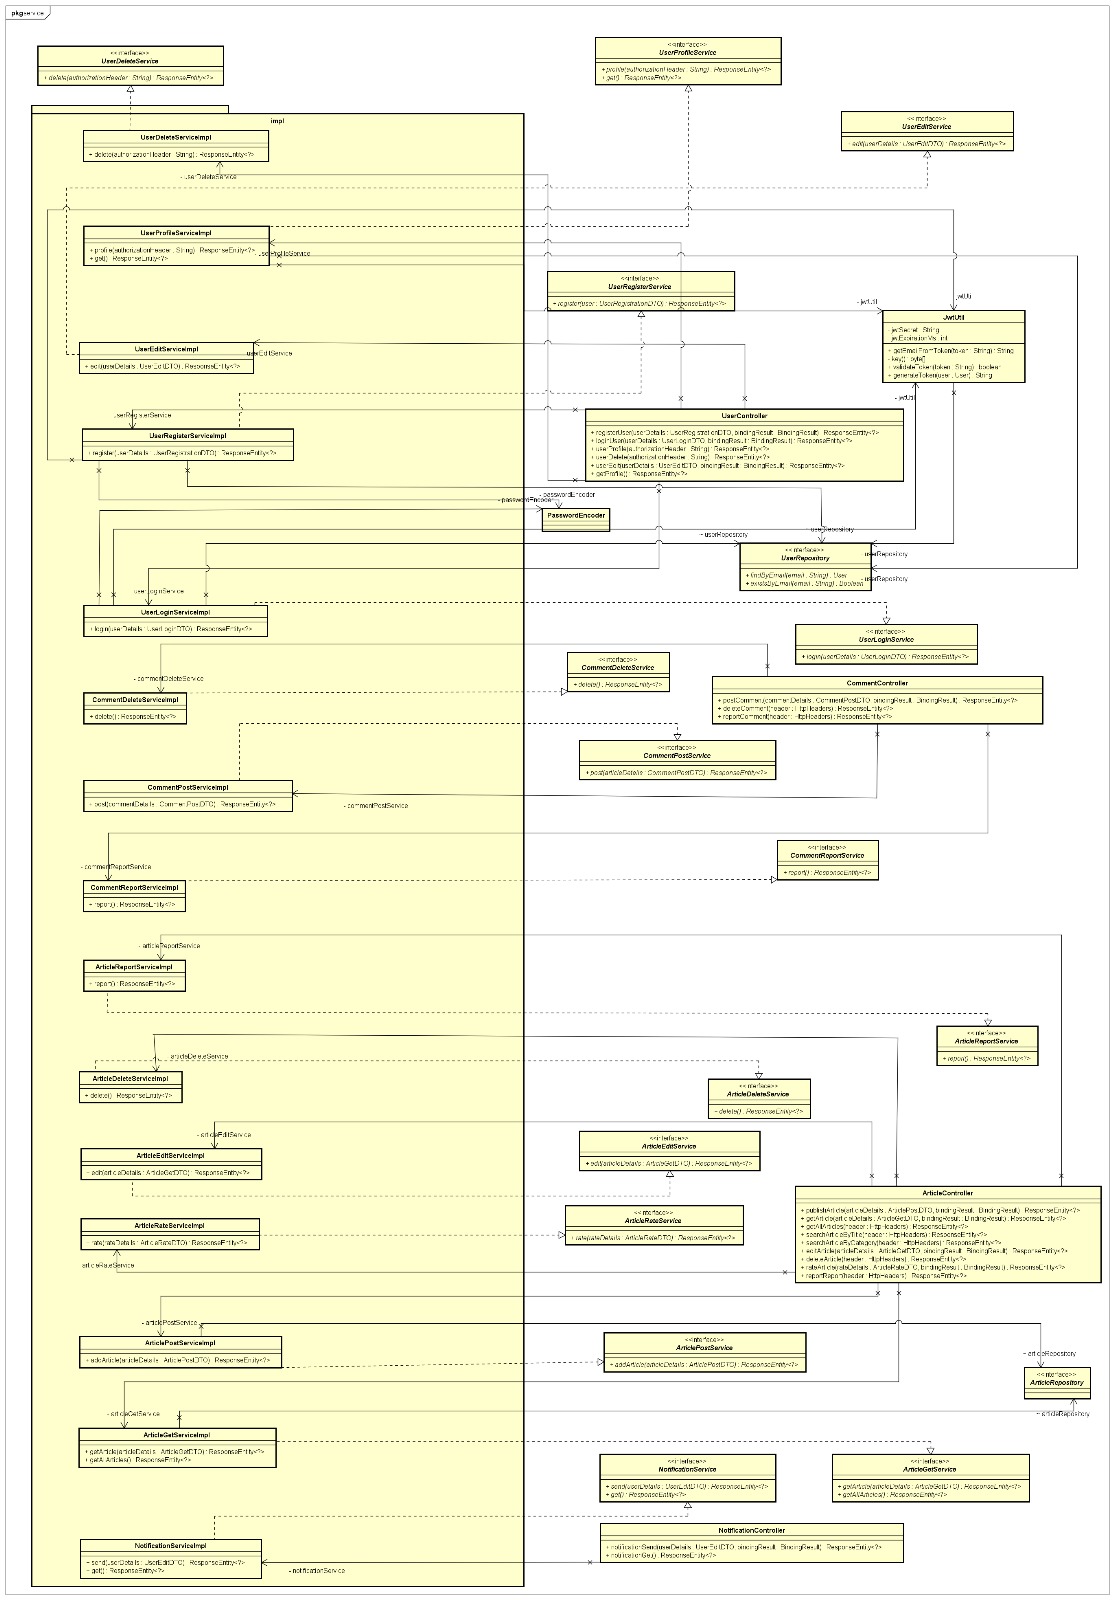 pkg service
<<interface>>
UserDeleteService
+ delete(authorizationHeader : String) : ResponseEntity<?>
<<interface>>
UserProfileService
+ profile(authorizationHeader : String) : ResponseEntity<?>
+ get() : ResponseEntity<?>
<<interface>>
UserEditService
+ edit(userDetails : UserEditDTO) : ResponseEntity<?>
impl
UserDeleteServiceImpl
+ delete(authorizationHeader : String) : ResponseEntity<?>
- userDeleteService
UserProfileServiceImpl
+ profile(authorizationHeader : String) : ResponseEntity<?>
+ get() : ResponseEntity<?>
- userProfileService
<<interface>>
UserRegisterService
+ register(user : UserRegistrationDTO) : ResponseEntity<?>
- jwtUtil
- jwtUtil
JwtUtil
- jwtSecret : String
- jwtExpirationMs : int
+ getEmailFromToken(token : String) : String
- key() : byte[]
+ validateToken(token : String) : boolean
+ generateToken(user : User) : String
- jwtUtil
UserEditServiceImpl
+ edit(userDetails : UserEditDTO) : ResponseEntity<?>
- userEditService
UserController
+ registerUser(userDetails : UserRegistrationDTO, bindingResult : BindingResult) : ResponseEntity<?>
+ loginUser(userDetails : UserLoginDTO, bindingResult : BindingResult) : ResponseEntity<?>
+ userProfile(authorizationHeader : String) : ResponseEntity<?>
+ userDelete(authorizationHeader : String) : ResponseEntity<?>
+ userEdit(userDetails : UserEditDTO, bindingResult : BindingResult) : ResponseEntity<?>
+ getProfile() : ResponseEntity<?>
- userRegisterService
UserRegisterServiceImpl
+ register(userDetails : UserRegistrationDTO) : ResponseEntity<?>
- passwordEncoder
- passwordEncoder
PasswordEncoder
~ userRepository
~ userRepository
<<interface>>
UserRepository
+ findByEmail(email : String) : User
+ existsByEmail(email : String) : Boolean
- userRepository
- userRepository
- userLoginService
UserLoginServiceImpl
+ login(userDetails : UserLoginDTO) : ResponseEntity<?>
<<interface>>
UserLoginService
+ login(userDetails : UserLoginDTO) : ResponseEntity<?>
<<interface>>
CommentDeleteService
+ delete() : ResponseEntity<?>
- commentDeleteService
CommentDeleteServiceImpl
+ delete() : ResponseEntity<?>
CommentController
+ postComment(commentDetails : CommentPostDTO, bindingResult : BindingResult) : ResponseEntity<?>
+ deleteComment(header : HttpHeaders) : ResponseEntity<?>
+ reportComment(header : HttpHeaders) : ResponseEntity<?>
<<interface>>
CommentPostService
+ post(articleDetails : CommentPostDTO) : ResponseEntity<?>
CommentPostServiceImpl
+ post(commentDetails : CommentPostDTO) : ResponseEntity<?>
- commentPostService
<<interface>>
CommentReportService
+ report() : ResponseEntity<?>
- commentReportService
CommentReportServiceImpl
+ report() : ResponseEntity<?>
- articleReportService
ArticleReportServiceImpl
+ report() : ResponseEntity<?>
<<interface>>
ArticleReportService
+ report() : ResponseEntity<?>
- articleDeleteService
ArticleDeleteServiceImpl
+ delete() : ResponseEntity<?>
<<interface>>
ArticleDeleteService
+ delete() : ResponseEntity<?>
- articleEditService
ArticleEditServiceImpl
+ edit(articleDetails : ArticleGetDTO) : ResponseEntity<?>
<<interface>>
ArticleEditService
+ edit(articleDetails : ArticleGetDTO) : ResponseEntity<?>
ArticleController
+ publishArticle(articleDetails : ArticlePostDTO, bindingResult : BindingResult) : ResponseEntity<?>
+ getArticle(articleDetails : ArticleGetDTO, bindingResult : BindingResult) : ResponseEntity<?>
+ getAllArticles(header : HttpHeaders) : ResponseEntity<?>
+ searchArticleByTitle(header : HttpHeaders) : ResponseEntity<?>
+ searchArticleByCategory(header : HttpHeaders) : ResponseEntity<?>
+ editArticle(articleDetails : ArticleGetDTO, bindingResult : BindingResult) : ResponseEntity<?>
+ deleteArticle(header : HttpHeaders) : ResponseEntity<?>
+ rateArticle(rateDetails : ArticleRateDTO, bindingResult : BindingResult) : ResponseEntity<?>
+ reportReport(header : HttpHeaders) : ResponseEntity<?>
ArticleRateServiceImpl
+ rate(rateDetails : ArticleRateDTO) : ResponseEntity<?>
- articleRateService
<<interface>>
ArticleRateService
+ rate(rateDetails : ArticleRateDTO) : ResponseEntity<?>
- articlePostService
ArticlePostServiceImpl
+ addArticle(articleDetails : ArticlePostDTO) : ResponseEntity<?>
<<interface>>
ArticlePostService
+ addArticle(articleDetails : ArticlePostDTO) : ResponseEntity<?>
~ articleRepository
<<interface>>
ArticleRepository
~ articleRepository
- articleGetService
ArticleGetServiceImpl
+ getArticle(articleDetails : ArticleGetDTO) : ResponseEntity<?>
+ getAllArticles() : ResponseEntity<?>
<<interface>>
NotificationService
+ send(userDetails : UserEditDTO) : ResponseEntity<?>
+ get() : ResponseEntity<?>
<<interface>>
ArticleGetService
+ getArticle(articleDetails : ArticleGetDTO) : ResponseEntity<?>
+ getAllArticles() : ResponseEntity<?>
NotificationController
+ notificationSend(userDetails : UserEditDTO, bindingResult : BindingResult) : ResponseEntity<?>
+ notificationGet() : ResponseEntity<?>
NotificationServiceImpl
+ send(userDetails : UserEditDTO) : ResponseEntity<?>
+ get() : ResponseEntity<?>
- notificationService